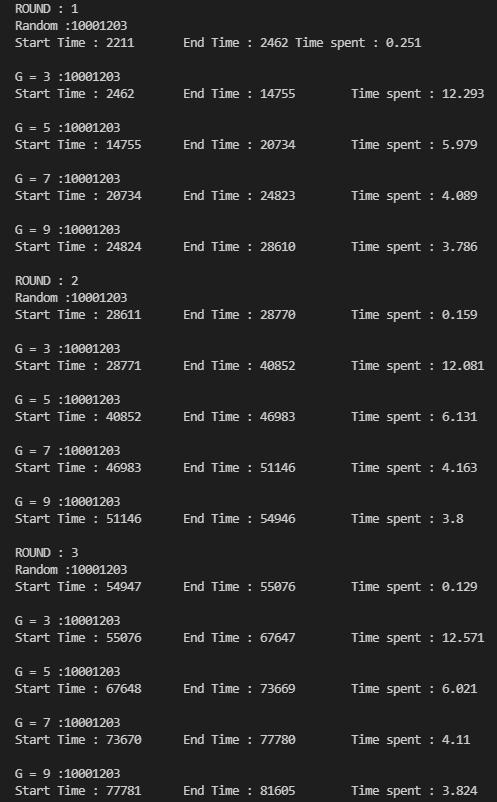 ROUND : 1
Random :10001203
Start Time : 2211 End Time : 2462 Time spent : 0.251
G = 3 :10001203
Start Time : 2462 End Time : 14755 Time spent : 12.293
G = 5 :10001203
Start Time : 14755 End Time : 20734 Time spent : 5.979
G = 7 :10001203
Start Time : 20734 End Time : 24823 Time spent : 4.089
G = 9 :10001203
Start Time : 24824 End Time : 28610 Time spent : 3.786
ROUND : 2
Random :10001203
Start Time : 28611 End Time : 28770 Time spent : 0.159
G = 3 :10001203
Start Time : 28771 End Time : 40852 Time spent : 12.081
G = 5 :10001203
Start Time : 40852 End Time : 46983 Time spent : 6.131
G = 7 :10001203
Start Time : 46983 End Time : 51146 Time spent : 4.163
G = 9 :10001203
Start Time : 51146 End Time : 54946 Time spent : 3.8
ROUND : 3
Random :10001203
Start Time : 54947 End Time : 55076 Time spent : 0.129
G = 3 :10001203
Start Time : 55076 End Time : 67647 Time spent : 12.571
G = 5 :10001203
Start Time : 67648 End Time : 73669 Time spent : 6.021
G = 7 :10001203
Start Time : 73670 End Time : 77780 Time spent : 4.11
G = 9 :10001203
Start Time : 77781 End Time : 81605 Time spent : 3.824